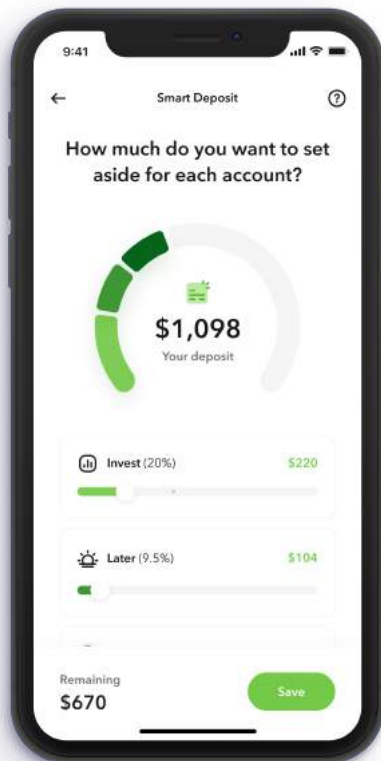 9:41
Smart Deposit
How much do you want to set
aside for each account?
$1,098
Your deposit
Invest (20%) $220
Later (9.5%) $104
Remaining
$670
Save